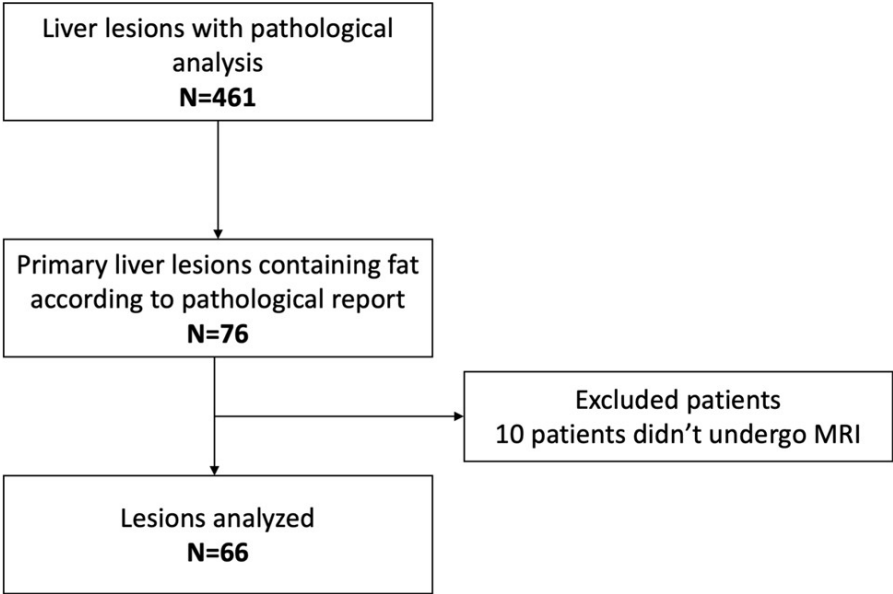 Liver lesions with pathological
analysis
N=461
Primary liver lesions containing fat
according to pathological report
N=76
Excluded patients
10 patients didn’t undergo MRI
Lesions analyzed
N=66